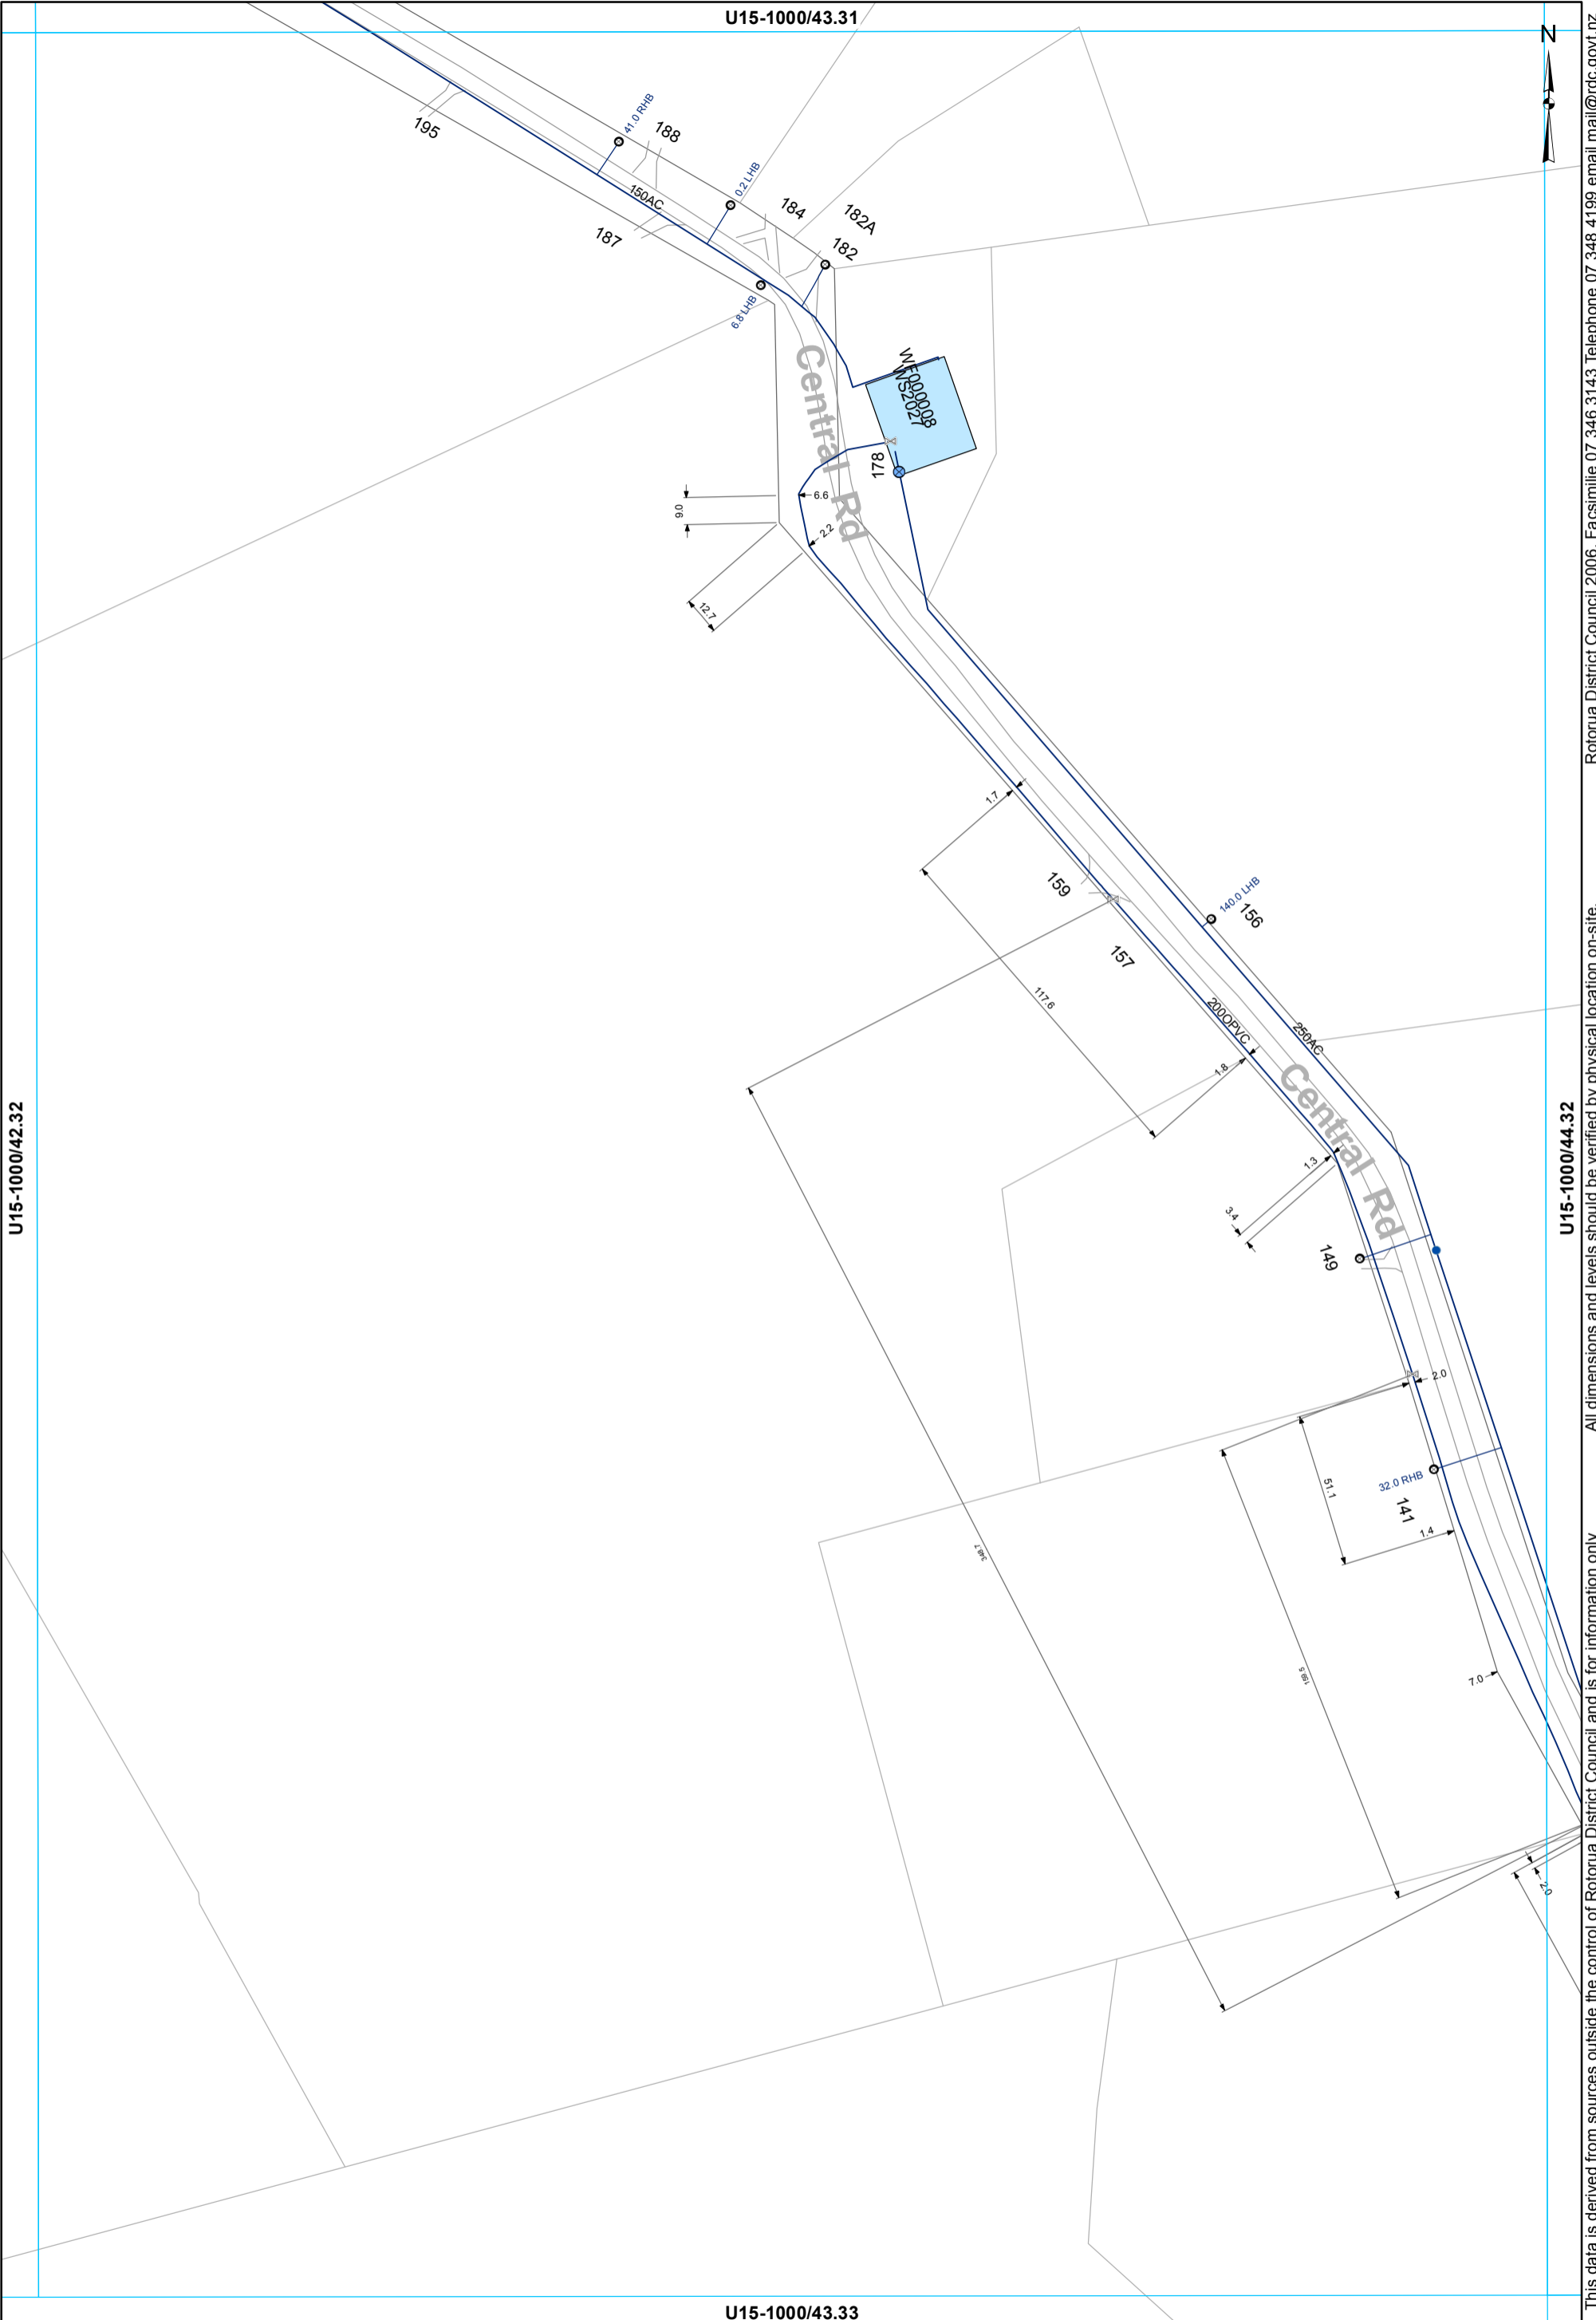 U15-1000/43.31
N
195
41.0 RHB
188
0.2 LHB
150AC
184
182A
182
187
6.8 LHB
WF000008
WS2027
Central Rd
178
6.6
9.0
2.2
12.7
1.7
159
140.0 LHB
156
157
117.6
200OPVC
250AC
1.8
Central Rd
U15-1000/42.32
U15-1000/44.32
1.3
3.4
149
2.0
32.0 RHB
51.1
141
1.4
348.7
159.5
7.0
2.0
U15-1000/43.33
This data is derived from sources outside the control of Rotorua District Council and is for information only
All dimensions and levels should be verified by physical location on-site.
Rotorua District Council 2006. Facsimilie 07 346 3143 Telephone 07 348 4199 email mail@rdc.govt.nz